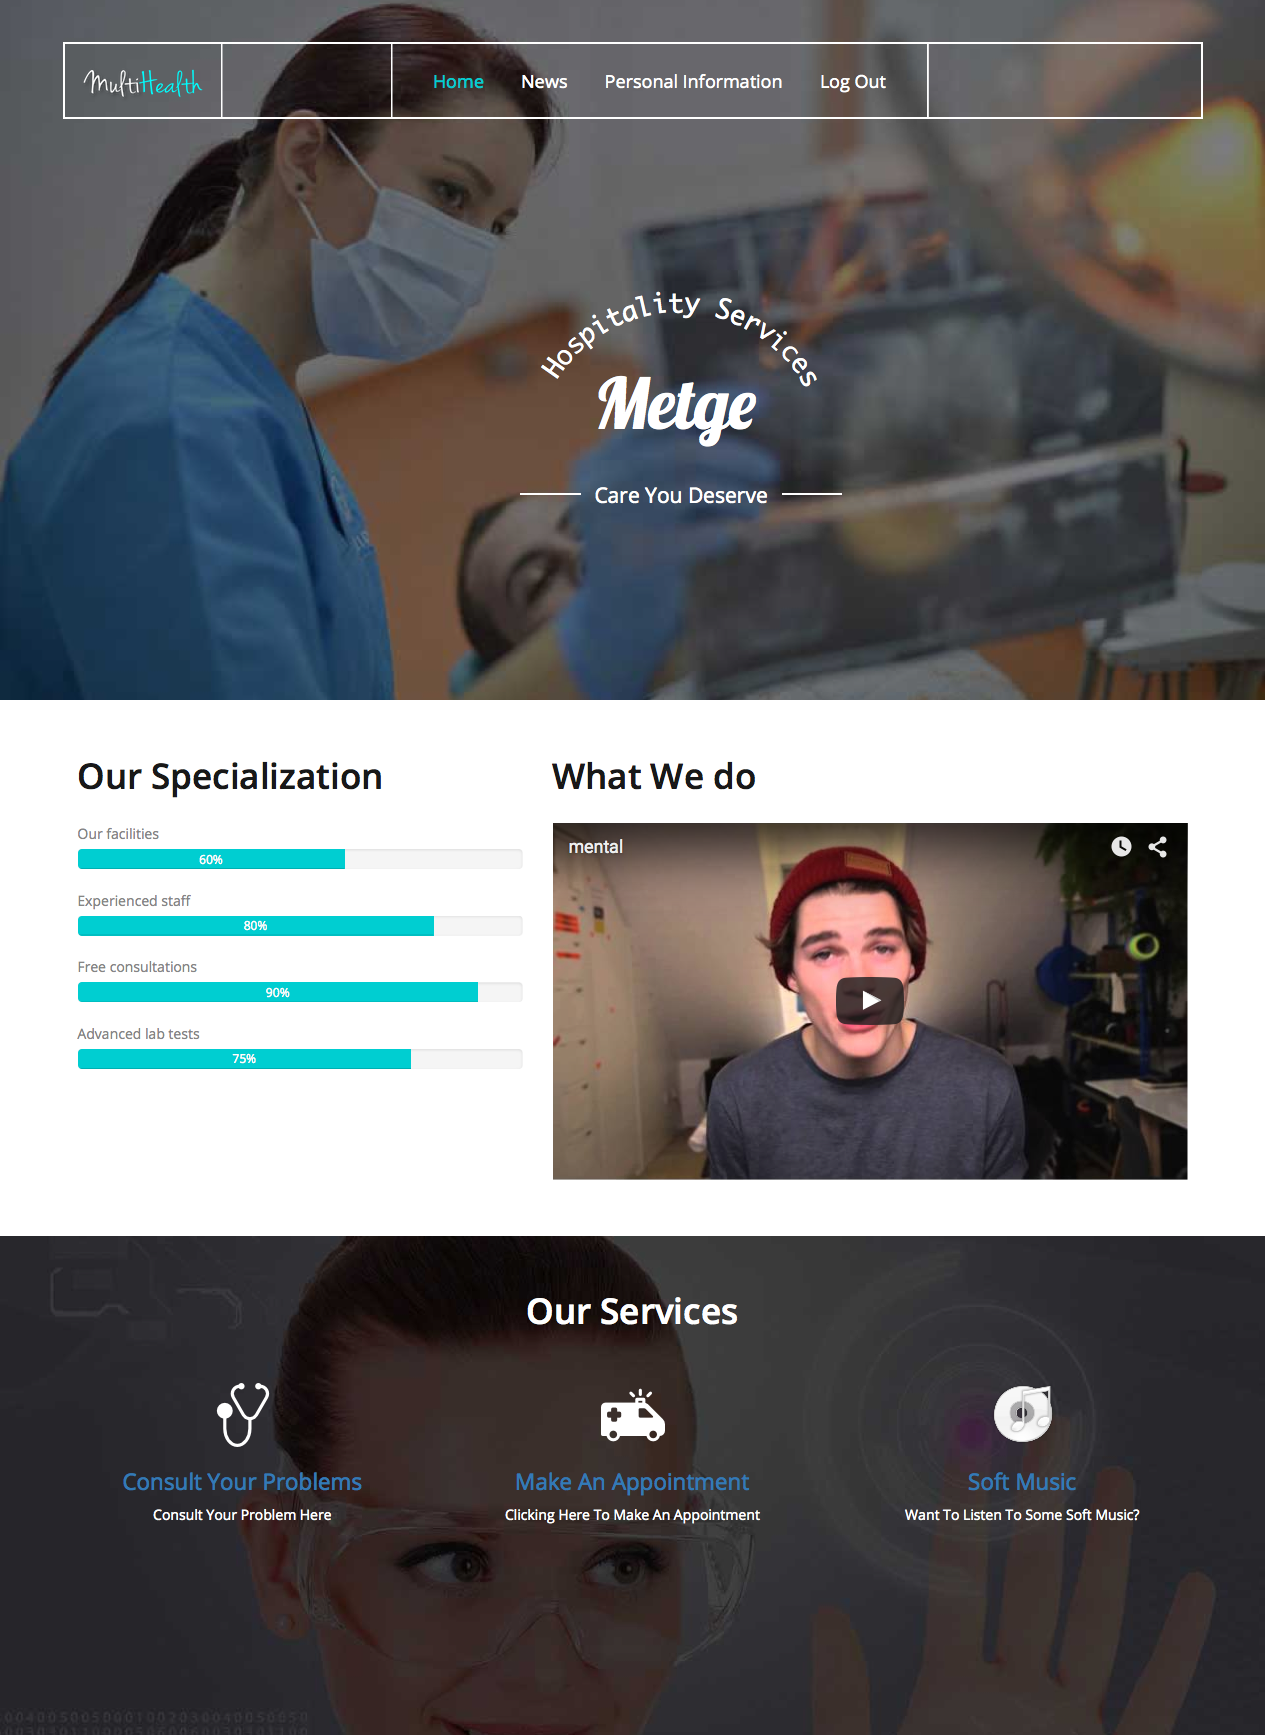 MultiHealth
Home News Personal Information Log Out
Hospitality Services
Metge
Care You Deserve
Our Specialization
Our facilities
60%
Experienced staff
80%
Free consultations
90%
Advanced lab tests
75%
What We do
mental
Our Services
Consult Your Problems
Consult Your Problem Here
Make An Appointment
Clicking Here To Make An Appointment
Soft Music
Want To Listen To Some Soft Music?